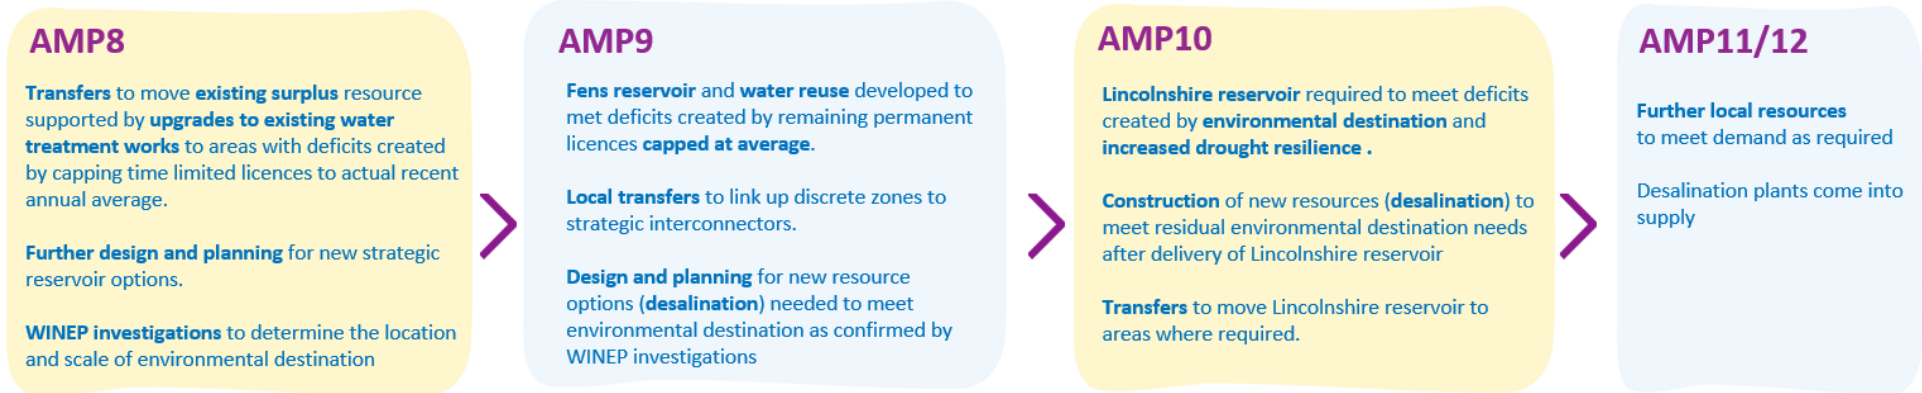 AMP8
Transfers to move existing surplus resource
supported by upgrades to existing water
treatment works to areas with deficits created
by capping time limited licences to actual recent
annual average.
Further design and planning for new strategic
reservoir options.
WINEP investigations to determine the location
and scale of environmental destination
AMP9
Fens reservoir and water reuse developed to
met deficits created by remaining permanent
licences capped at average.
Local transfers to link up discrete zones to
strategic interconnectors.
Design and planning for new resource
options (desalination) needed to meet
environmental destination as confirmed by
WINEP investigations
AMP10
Lincolnshire reservoir required to meet deficits
created by environmental destination and
increased drought resilience .
Construction of new resources (desalination) to
meet residual environmental destination needs
after delivery of Lincolnshire reservoir
Transfers to move Lincolnshire reservoir to
areas where required.
AMP11/12
Further local resources
to meet demand as required
Desalination plants come into
supply